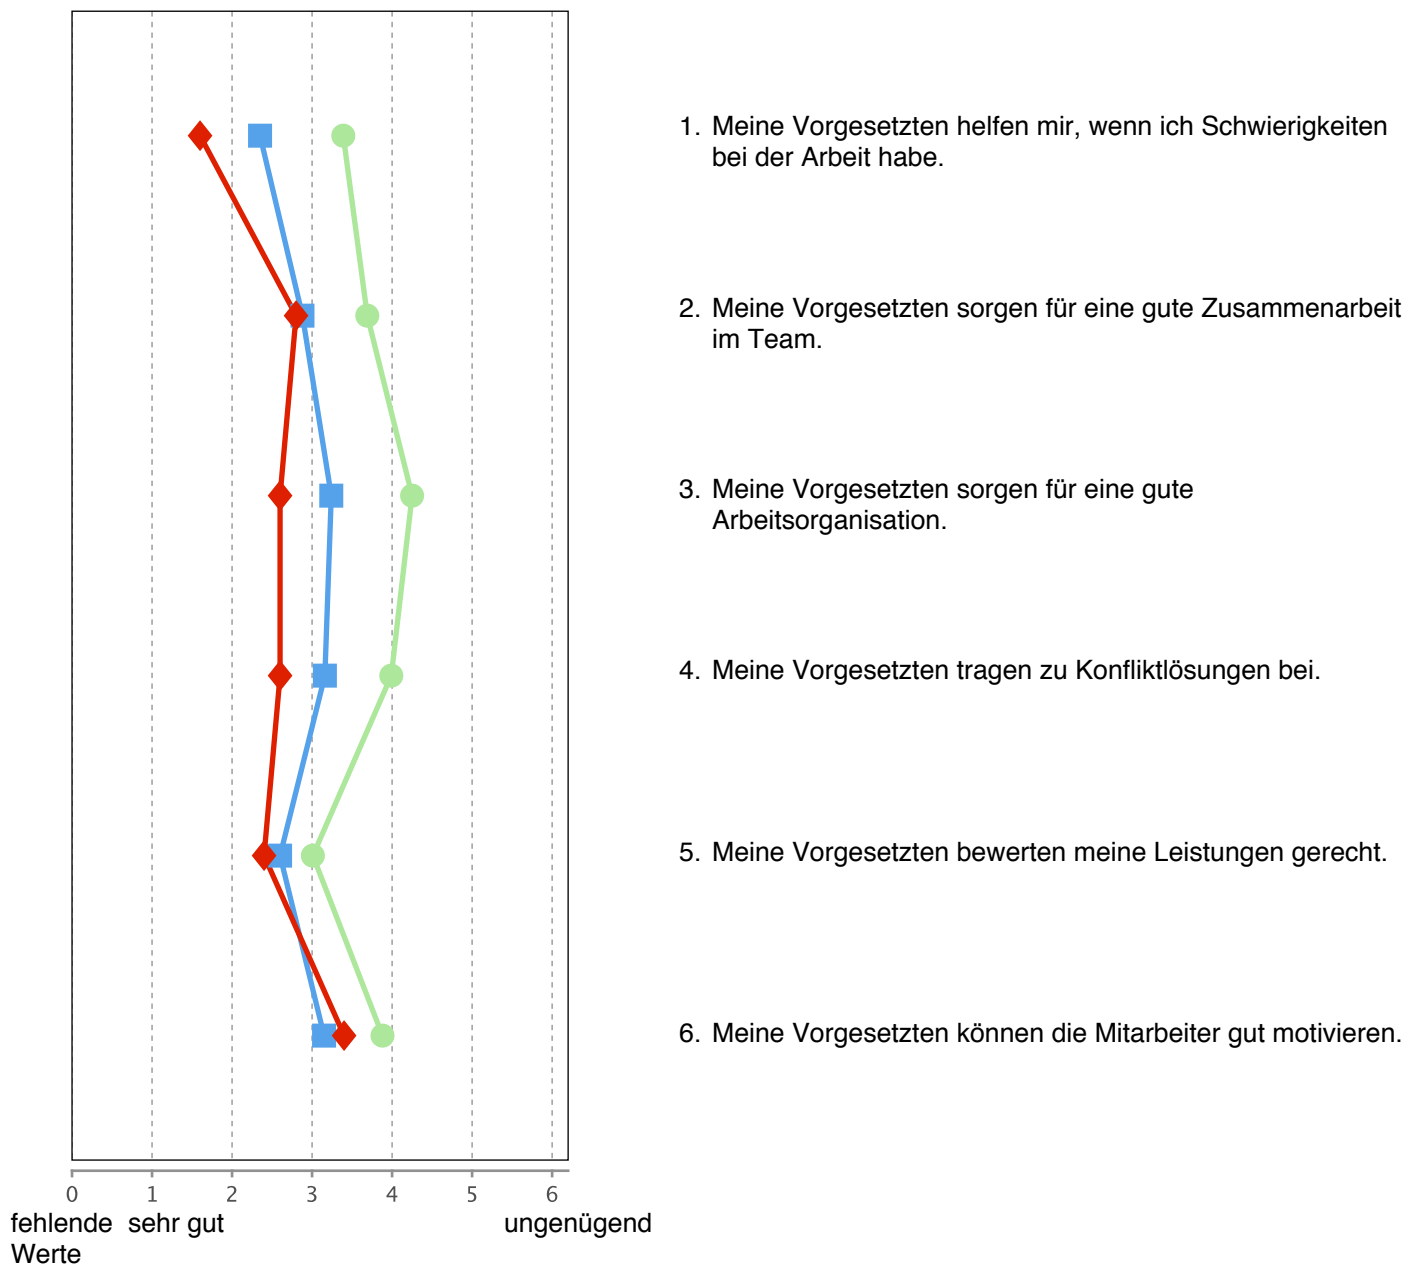 1. Meine Vorgesetzten helfen mir, wenn ich Schwierigkeiten
bei der Arbeit habe.
2. Meine Vorgesetzten sorgen für eine gute Zusammenarbeit
im Team.
3. Meine Vorgesetzten sorgen für eine gute
Arbeitsorganisation.
4. Meine Vorgesetzten tragen zu Konfliktlösungen bei.
5. Meine Vorgesetzten bewerten meine Leistungen gerecht.
6. Meine Vorgesetzten können die Mitarbeiter gut motivieren.
0 1 2 3 4 5 6
fehlende sehr gut ungenügend
Werte